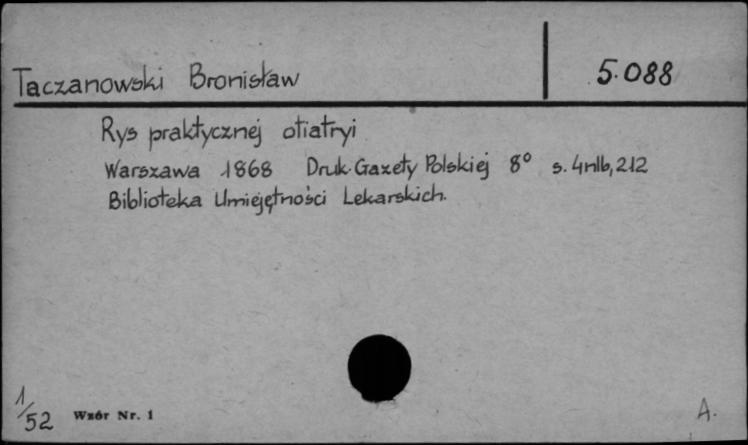 Taczanowski Bronisław 5.088
Rys praktycznej otiatryi
Warszawa 1868 Druk. Gazety Polskiej 8° s. 4nlb, 212
Biblioteka Umiejętności Lekarskich.
1/52 Wzór Nr. 1 A.